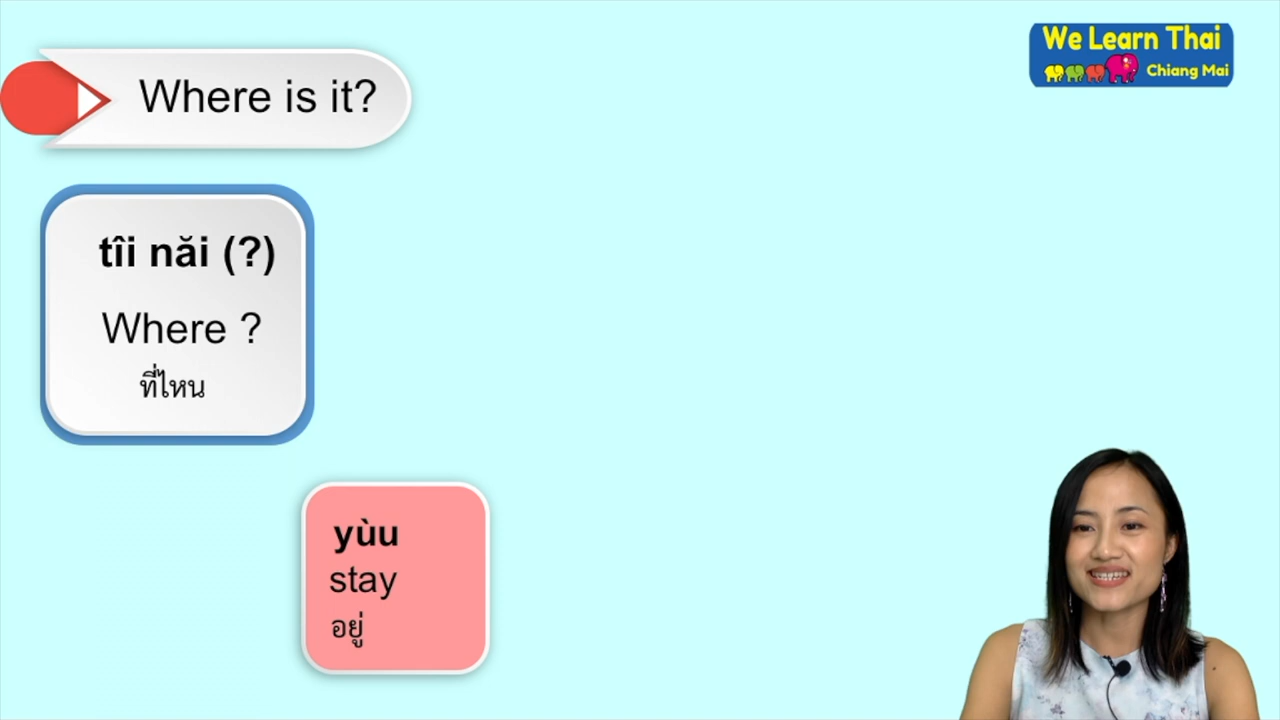 Where is it?
We Learn Thai
Chiang Mai
tîi năi (?)
Where ?
ที่ไหน
yùu
stay
อยู่